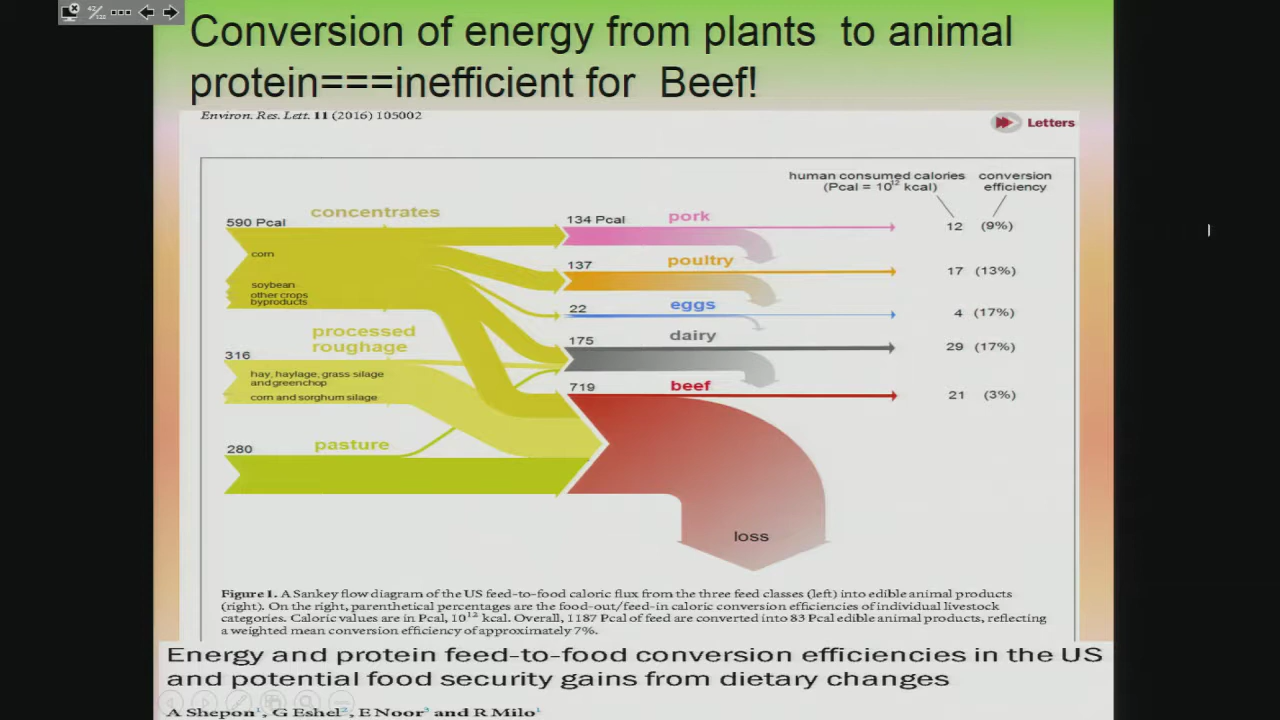 42/122
Conversion of energy from plants  to animal
protein===inefficient for  Beef!
Environ. Res. Lett. 11 (2016) 105002
Letters
human consumed calories
(Pcal = 10¹² kcal)
conversion
efficiency
590 Pcal
concentrates
134 Pcal
pork
12 (9%)
corn
137
poultry
17 (13%)
soybean
other crops
byproducts
22
eggs
4 (17%)
processed
roughage
175
dairy
29 (17%)
316
hay, haylage, grass silage
and greenchop
corn and sorghum silage
719
beef
21 (3%)
280
pasture
loss
Figure 1. A Sankey flow diagram of the US feed-to-food caloric flux from the three feed classes (left) into edible animal products
(right). On the right, parenthetical percentages are the food-out/feed-in caloric conversion efficiencies of individual livestock
categories. Caloric values are in Pcal, 10¹² kcal. Overall, 1187 Pcal of feed are converted into 83 Pcal edible animal products, reflecting
a weighted mean conversion efficiency of approximately 7%.
Energy and protein feed-to-food conversion efficiencies in the US
and potential food security gains from dietary changes
A Shepon¹, G Eshel², E Noor³ and R Milo¹